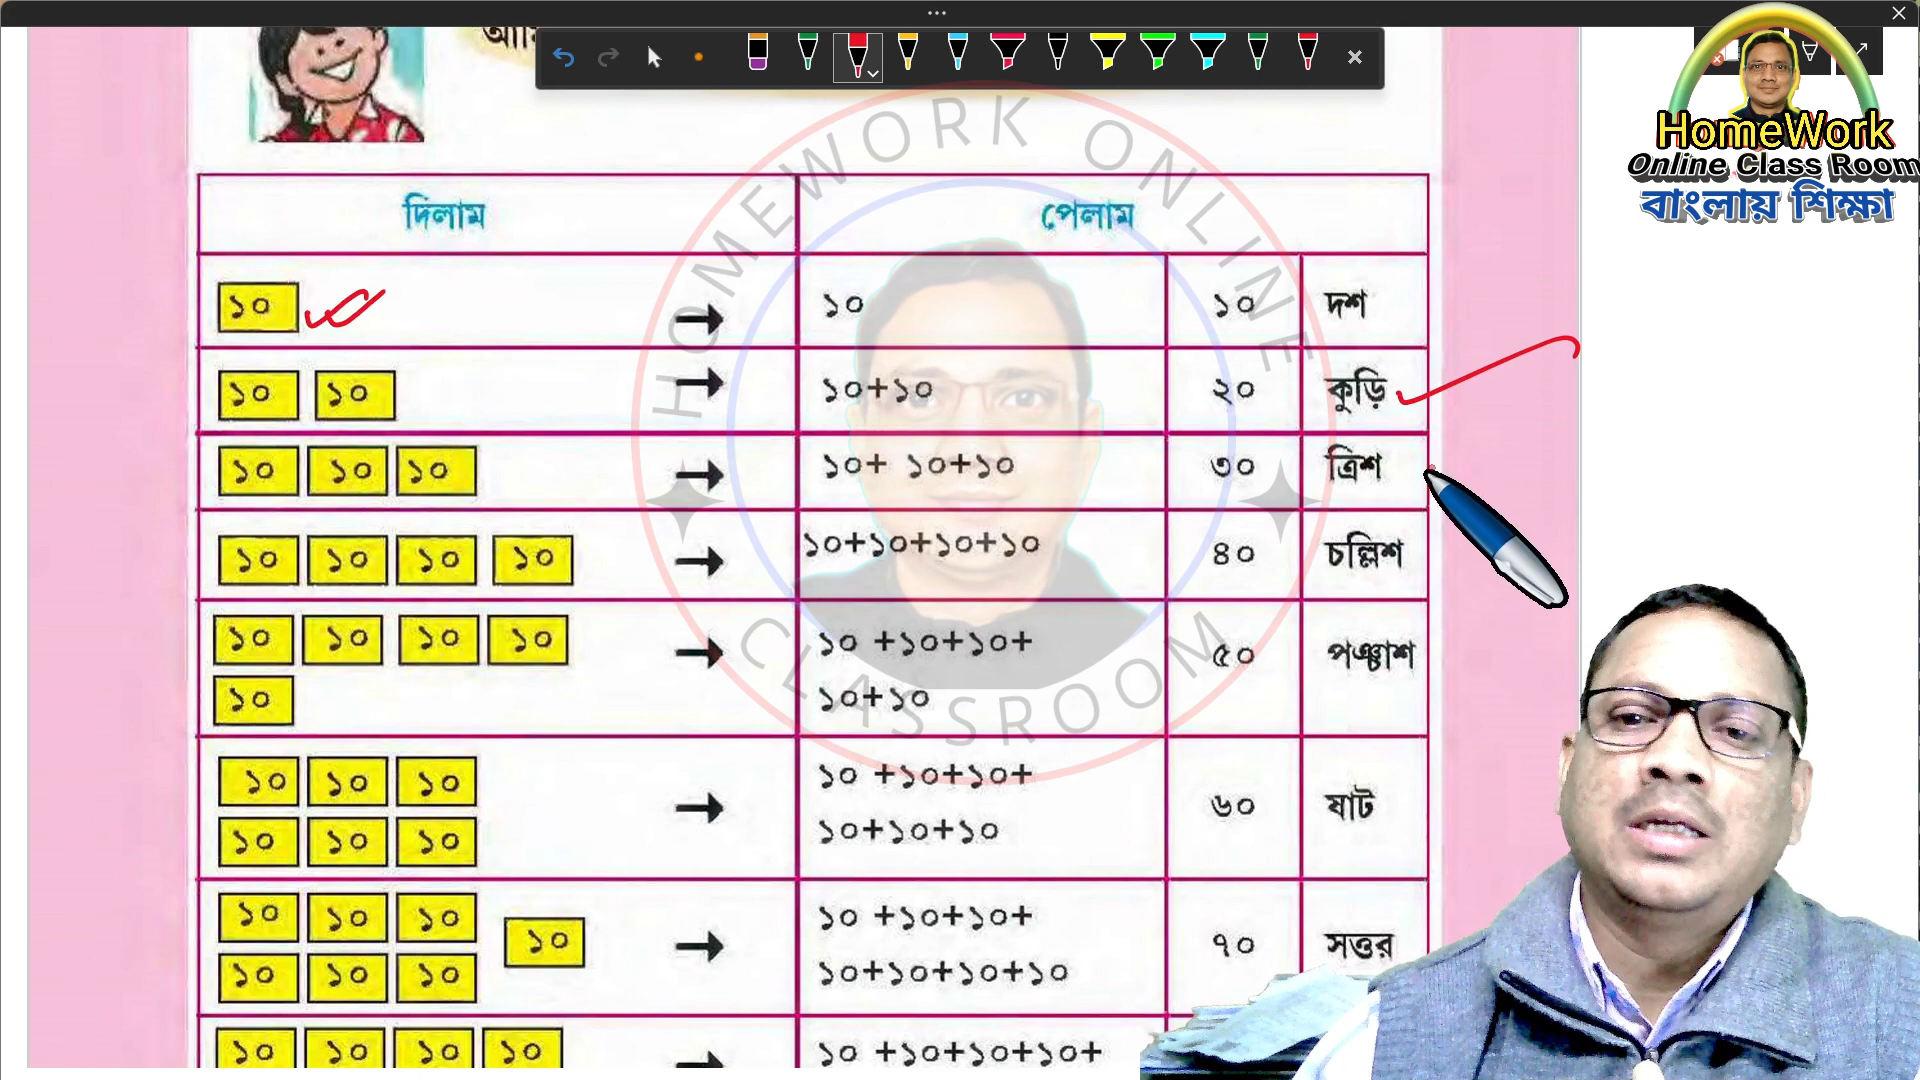 HomeWork
Online Class Room
বাংলায় শিক্ষা
HOMEWORK ONLINE CLASSROOM
দিলাম পেলাম
১০ → ১০ ১০ দশ
১০ ১০ → ১০+১০ ২০ কুড়ি
১০ ১০ ১০ → ১০+ ১০+১০ ৩০ ত্রিশ
১০ ১০ ১০ ১০ → ১০+১০+১০+১০ ৪০ চল্লিশ
১০ ১০ ১০ ১০ → ১০ +১০+১০+ ৫০ পঞ্চাশ
১০ ১০+১০
১০ ১০ ১০ → ১০ +১০+১০+ ৬০ ষাট
১০ ১০ ১০ ১০+১০+১০
১০ ১০ ১০ ১০ → ১০ +১০+১০+ ৭০ সত্তর
১০ ১০ ১০ ১০+১০+১০+১০
১০ ১০ ১০ ১০ → ১০ +১০+১০+১০+